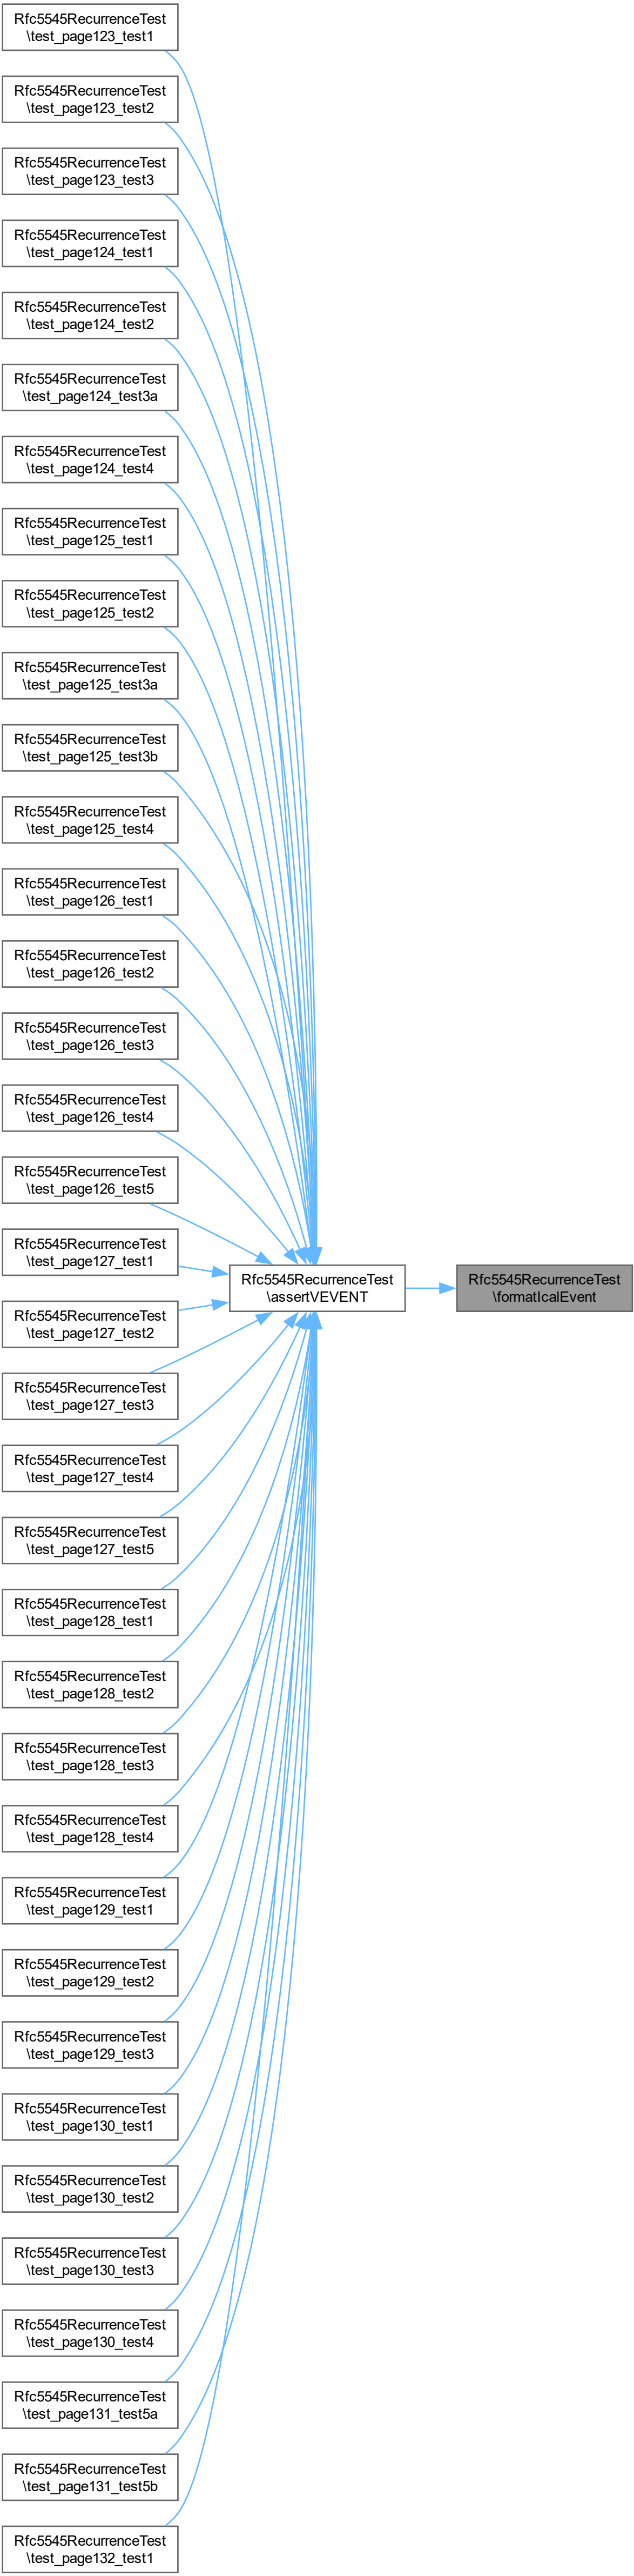 Rfc5545RecurrenceTest
\test_page123_test1
Rfc5545RecurrenceTest
\test_page123_test2
Rfc5545RecurrenceTest
\test_page123_test3
Rfc5545RecurrenceTest
\test_page124_test1
Rfc5545RecurrenceTest
\test_page124_test2
Rfc5545RecurrenceTest
\test_page124_test3a
Rfc5545RecurrenceTest
\test_page124_test4
Rfc5545RecurrenceTest
\test_page125_test1
Rfc5545RecurrenceTest
\test_page125_test2
Rfc5545RecurrenceTest
\test_page125_test3a
Rfc5545RecurrenceTest
\test_page125_test3b
Rfc5545RecurrenceTest
\test_page125_test4
Rfc5545RecurrenceTest
\test_page126_test1
Rfc5545RecurrenceTest
\test_page126_test2
Rfc5545RecurrenceTest
\test_page126_test3
Rfc5545RecurrenceTest
\test_page126_test4
Rfc5545RecurrenceTest
\test_page126_test5
Rfc5545RecurrenceTest
\test_page127_test1
Rfc5545RecurrenceTest
\test_page127_test2
Rfc5545RecurrenceTest
\test_page127_test3
Rfc5545RecurrenceTest
\test_page127_test4
Rfc5545RecurrenceTest
\test_page127_test5
Rfc5545RecurrenceTest
\test_page128_test1
Rfc5545RecurrenceTest
\test_page128_test2
Rfc5545RecurrenceTest
\test_page128_test3
Rfc5545RecurrenceTest
\test_page128_test4
Rfc5545RecurrenceTest
\test_page129_test1
Rfc5545RecurrenceTest
\test_page129_test2
Rfc5545RecurrenceTest
\test_page129_test3
Rfc5545RecurrenceTest
\test_page130_test1
Rfc5545RecurrenceTest
\test_page130_test2
Rfc5545RecurrenceTest
\test_page130_test3
Rfc5545RecurrenceTest
\test_page130_test4
Rfc5545RecurrenceTest
\test_page131_test5a
Rfc5545RecurrenceTest
\test_page131_test5b
Rfc5545RecurrenceTest
\test_page132_test1
Rfc5545RecurrenceTest
\assertVEVENT
Rfc5545RecurrenceTest
\formatIcalEvent